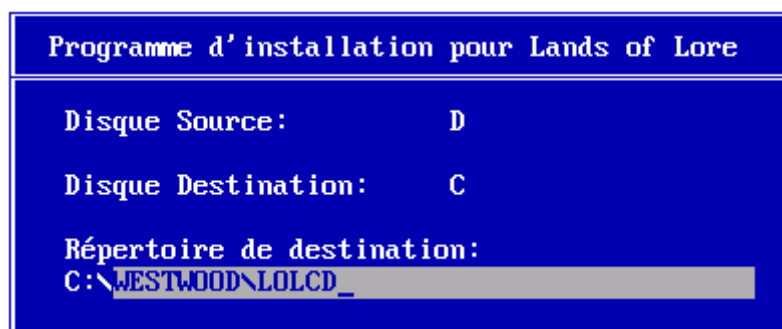 Programme d'installation pour Lands of Lore
Disque Source: D
Disque Destination: C
Répertoire de destination:
C:\WESTWOOD\LOLCD_